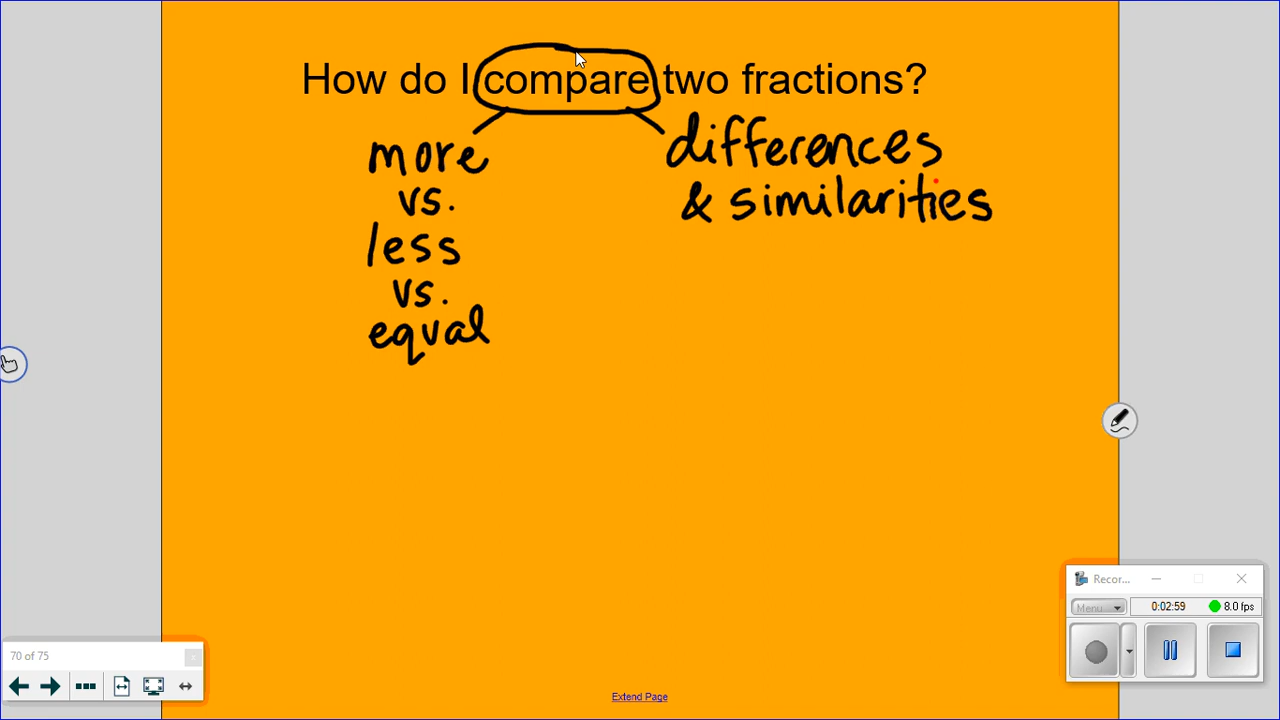 How do I compare two fractions?
more
vs.
less
vs.
equal
differences
& similarities
Recor...
Menu
0:02:59
8.0 fps
70 of 75
Extend Page